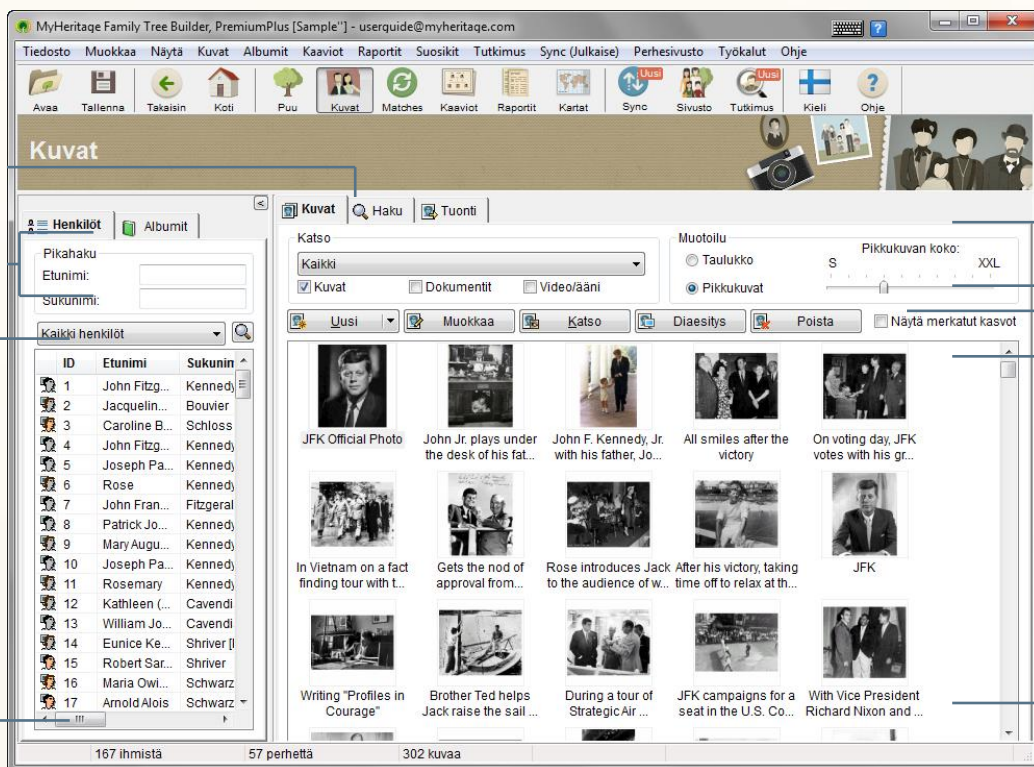 MyHeritage Family Tree Builder, PremiumPlus [Sample"] - userguide@myheritage.com
Tiedosto Muokkaa Näytä Kuvat Albumit Kaaviot Raportit Suosikit Tutkimus Sync (Julkaise) Perhesivusto Työkalut Ohje
Uusi Uusi
Avaa Tallenna Takaisin Koti Puu Kuvat Matches Kaaviot Raportit Kartat Sync Sivusto Tutkimus Kieli Ohje
Kuvat
Henkilöt Albumit
Pikahaku
Etunimi:
Sukunimi:
Kaikki henkilöt
ID Etunimi Sukunim
1 John Fitzg... Kennedy
2 Jacquelin... Bouvier
3 Caroline B... Schloss
4 John Fitzg... Kennedy
5 Joseph Pa... Kennedy
6 Rose Kennedy
7 John Fran... Fitzgeral
8 Patrick Jo... Kennedy
9 Mary Augu... Kennedy
10 Joseph Pa... Kennedy
11 Rosemary Kennedy
12 Kathleen (... Cavendi
13 William Jo... Cavendi
14 Eunice Ke... Shriver [
15 Robert Sar... Shriver
16 Maria Owi... Schwarz
17 Arnold Alois Schwarz
Kuvat Haku Tuonti
Katso
Kaikki
Kuvat Dokumentit Video/ääni
Muotoilu
Taulukko
Pikkukuvat
Pikkukuvan koko:
S XXL
Uusi Muokkaa Katso Diaesitys Poista Näytä merkatut kasvot
JFK Official Photo
John Jr. plays under
the desk of his fat...
John F. Kennedy, Jr.
with his father, Jo...
All smiles after the
victory
On voting day, JFK
votes with his gr...
In Vietnam on a fact
finding tour with t...
Gets the nod of
approval from...
Rose introduces Jack
to the audience of w...
After his victory, taking
time off to relax at th...
JFK
Writing "Profiles in
Courage"
Brother Ted helps
Jack raise the sail ...
During a tour of
Strategic Air ...
JFK campaigns for a
seat in the U.S. Co...
With Vice President
Richard Nixon and ...
167 ihmistä 57 perhettä 302 kuvaa